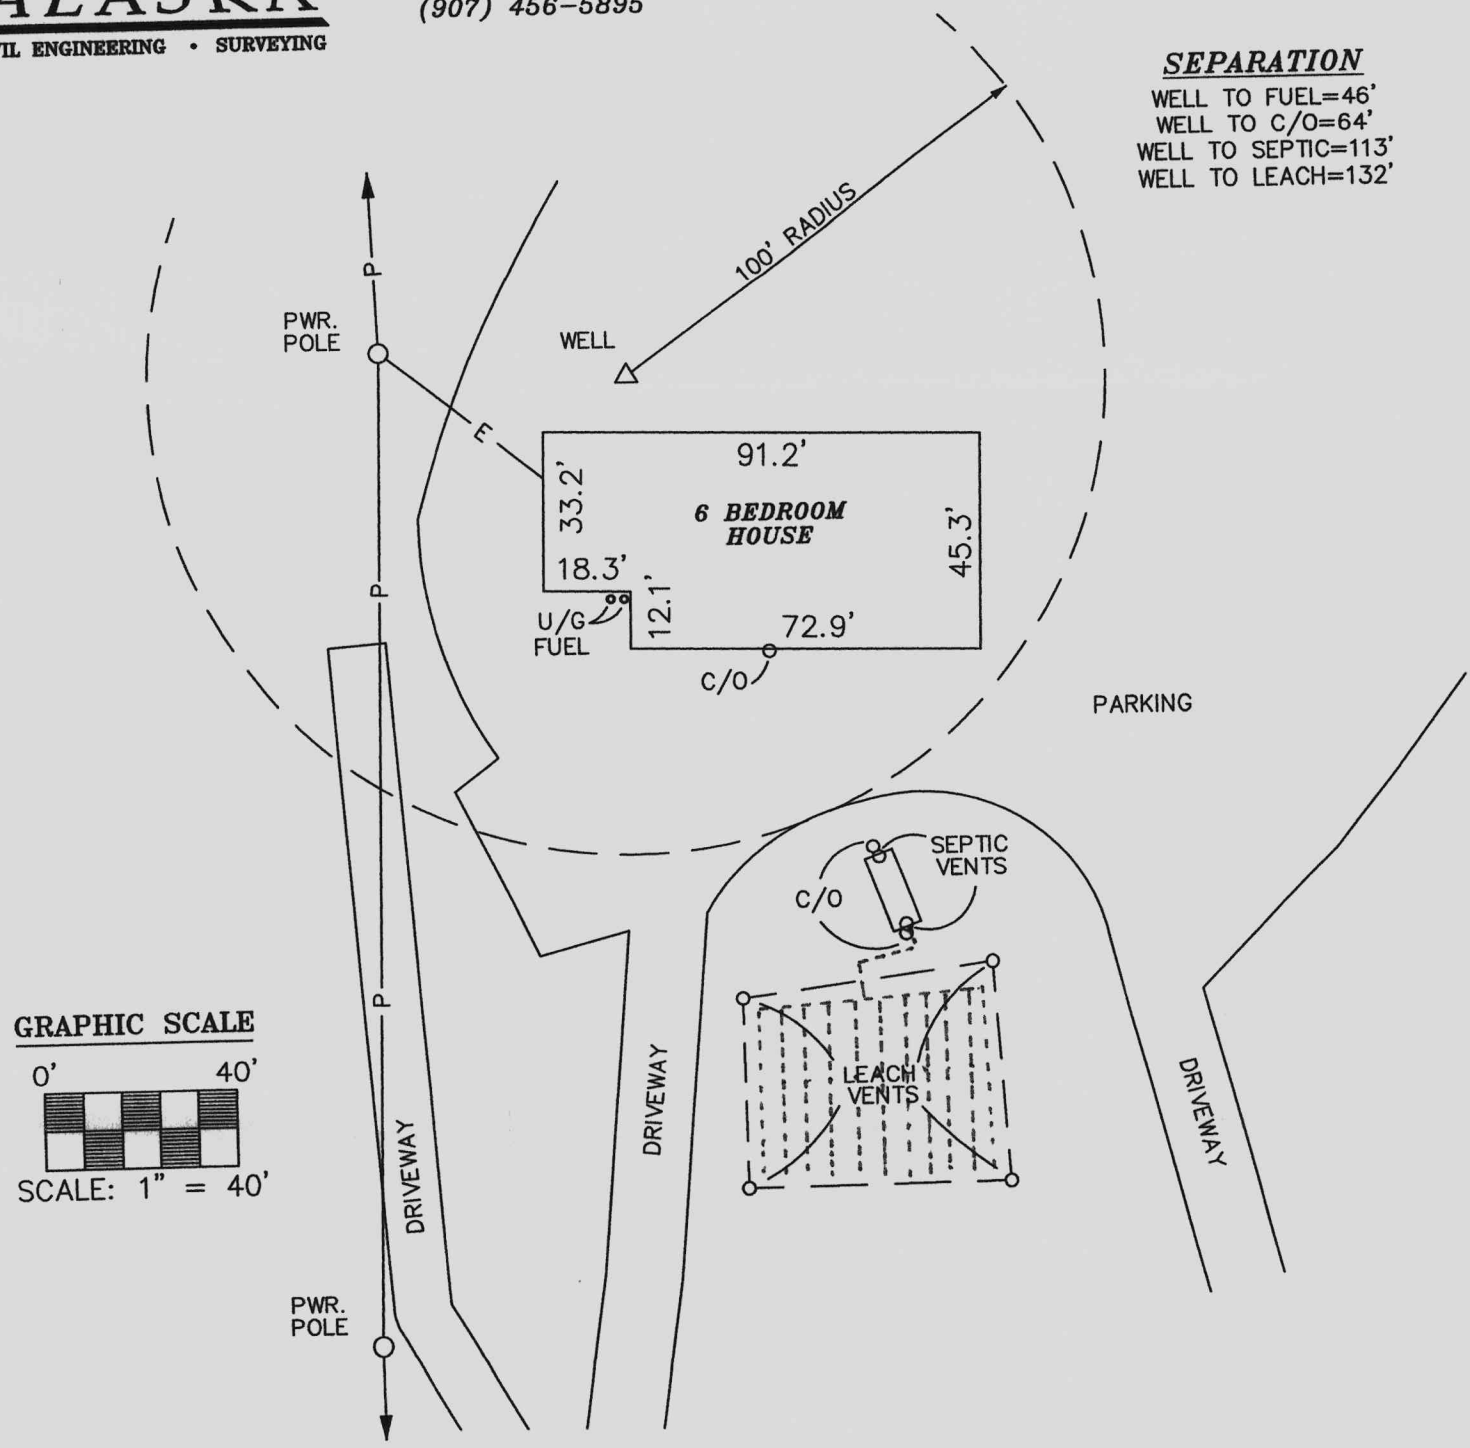 ALASKA
(907) 456-5895
IL ENGINEERING • SURVEYING
SEPARATION
WELL TO FUEL=46'
WELL TO C/O=64'
WELL TO SEPTIC=113'
WELL TO LEACH=132'
100' RADIUS
P
PWR.
POLE
WELL
E
91.2'
33.2'
6 BEDROOM
HOUSE
45.3'
18.3'
12.1'
U/G
FUEL
72.9'
C/O
P
PARKING
SEPTIC
VENTS
C/O
P
GRAPHIC SCALE
0' 40'
SCALE: 1" = 40'
LEACH
VENTS
DRIVEWAY
DRIVEWAY
DRIVEWAY
PWR.
POLE